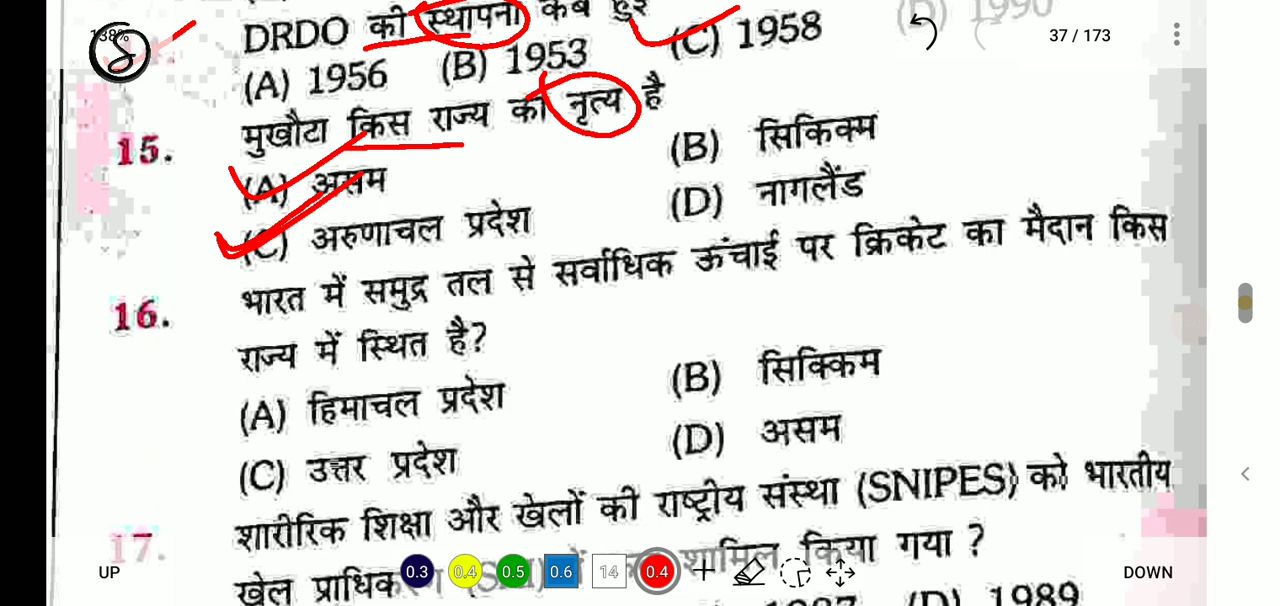 138%
DRDO की स्थापना कब हुई
(A) 1956 (B) 1953 (C) 1958 (D) 1990
37 / 173
15. मुखौटा किस राज्य का नृत्य है
(A) असम (B) सिकिक्म
(C) अरुणाचल प्रदेश (D) नागलैंड
16. भारत में समुद्र तल से सर्वाधिक ऊंचाई पर क्रिकेट का मैदान किस
राज्य में स्थित है?
(A) हिमाचल प्रदेश (B) सिक्किम
(C) उत्तर प्रदेश (D) असम
17. शारीरिक शिक्षा और खेलों की राष्ट्रीय संस्था (SNIPES) को भारतीय
खेल शामिल किया गया ?
(D) 1989
UP 0.3 0.4 0.5 0.6 14 0.4 DOWN